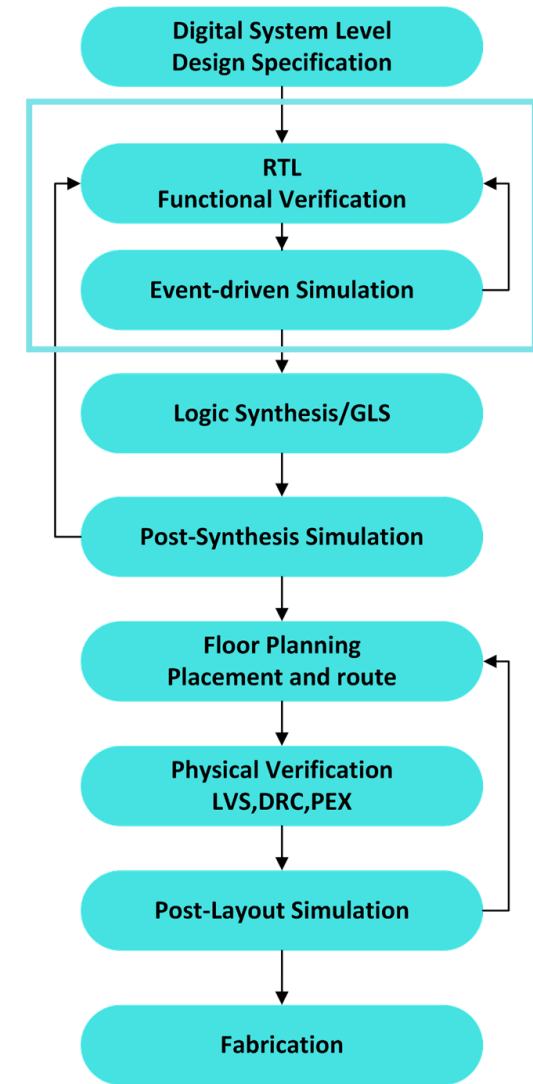 Digital System Level
Design Specification
RTL
Functional Verification
Event-driven Simulation
Logic Synthesis/GLS
Post-Synthesis Simulation
Floor Planning
Placement and route
Physical Verification
LVS,DRC,PEX
Post-Layout Simulation
Fabrication